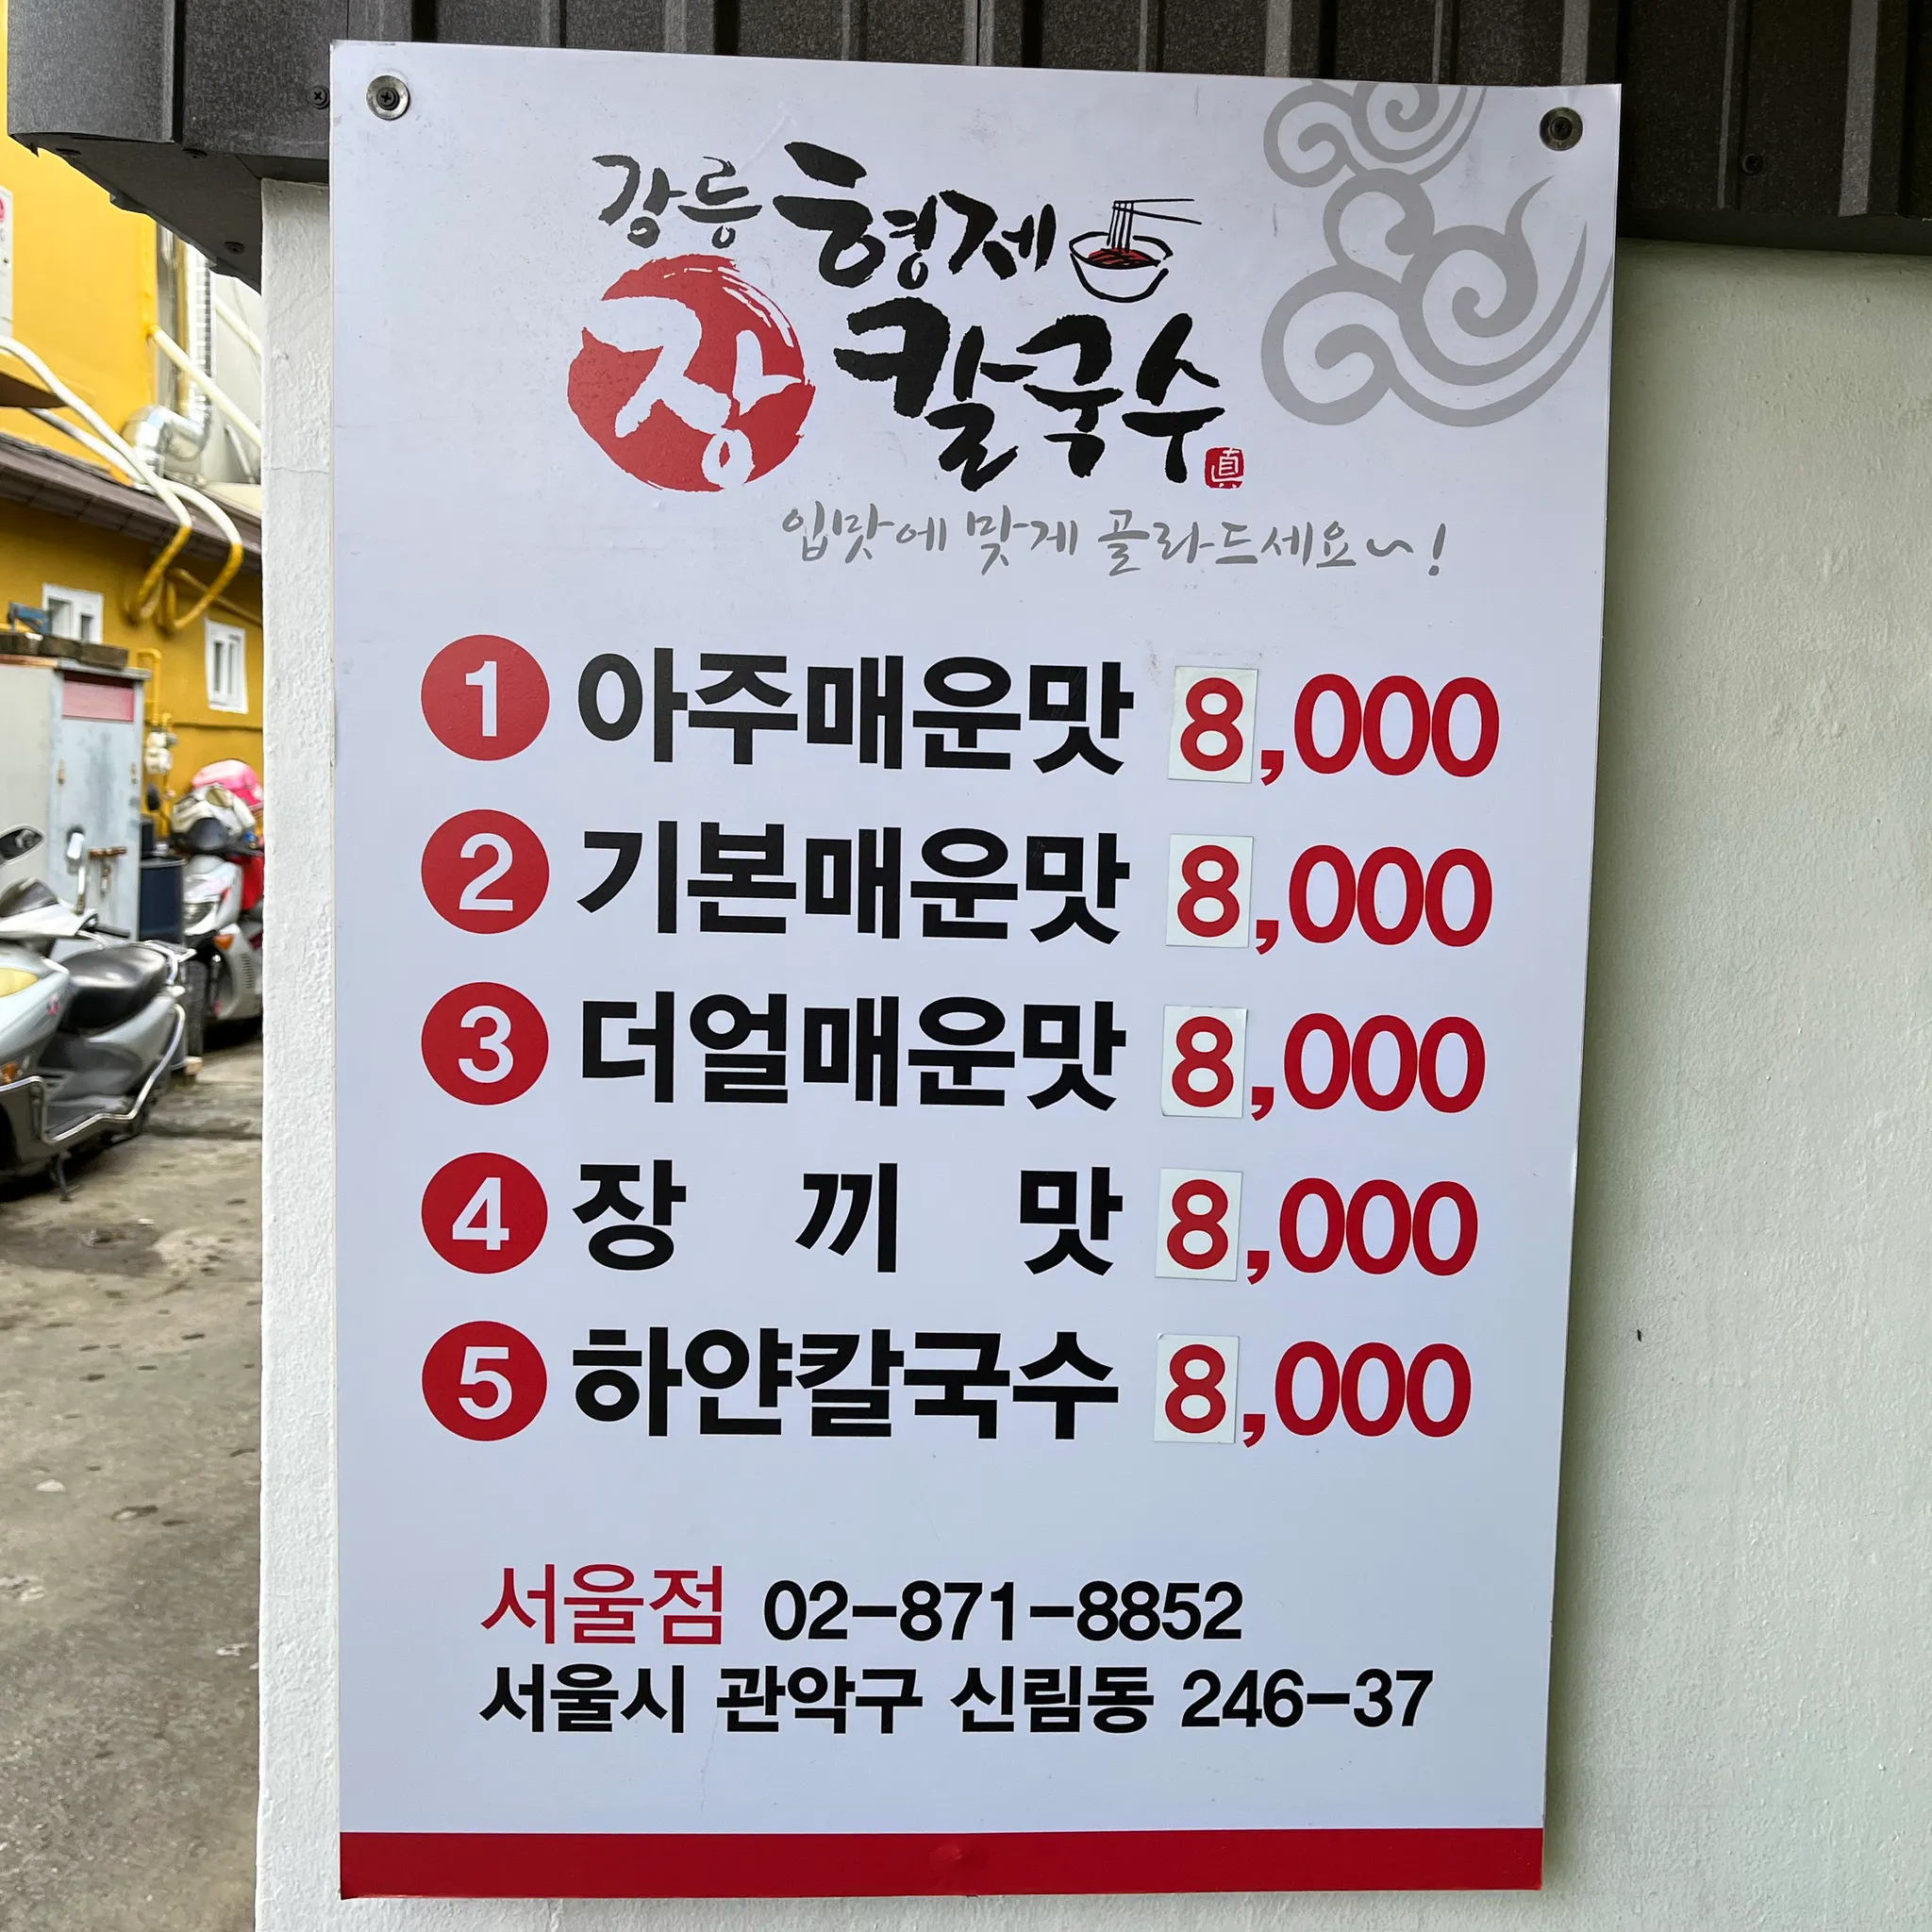 강릉 형제
장 칼국수
眞
입맛에 맞게 골라드세요~!
1 아주매운맛 8,000
2 기본매운맛 8,000
3 더얼매운맛 8,000
4 장 끼 맛 8,000
5 하얀칼국수 8,000
서울점 02-871-8852
서울시 관악구 신림동 246-37